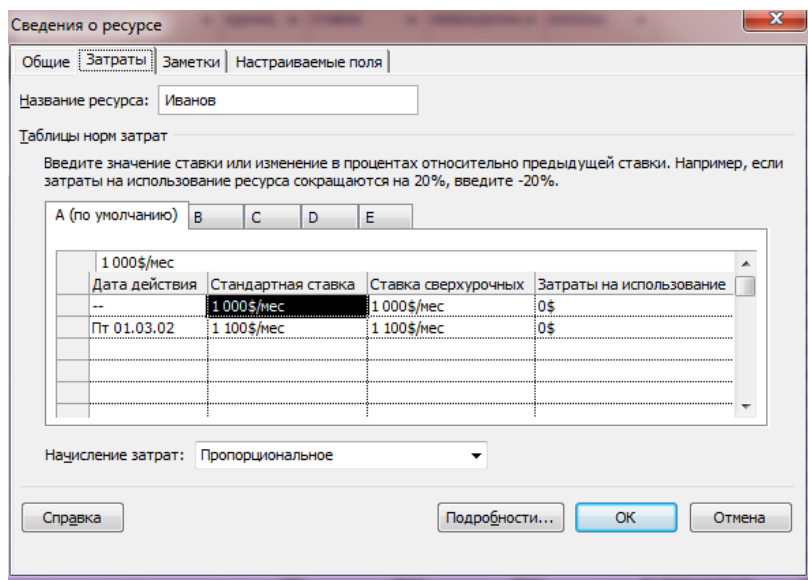 Сведения о ресурсе
Общие Затраты Заметки Настраиваемые поля
Название ресурса: Иванов
Таблицы норм затрат
Введите значение ставки или изменение в процентах относительно предыдущей ставки. Например, если
затраты на использование ресурса сокращаются на 20%, введите -20%.
A (по умолчанию) B C D E
1 000$/мес
Дата действия Стандартная ставка Ставка сверхурочных Затраты на использование
-- 1 000$/мес 1 000$/мес 0$
Пт 01.03.02 1 100$/мес 1 100$/мес 0$
Начисление затрат: Пропорциональное
Справка Подробности... ОК Отмена